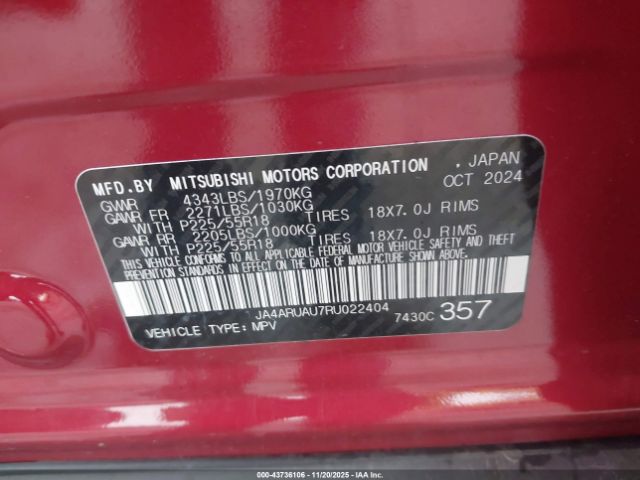 MFD.BY MITSUBISHI MOTORS CORPORATION , JAPAN
GVWR 4343LBS/1970KG OCT 2024
GAWR FR 2271LBS/1030KG
WITH P225/55R18 TIRES 18X7.0J RIMS
GAWR RR 2205LBS/1000KG
WITH P225/55R18 TIRES 18X7.0J RIMS
THIS VEHICLE CONFORMS TO ALL APPLICABLE FEDERAL MOTOR VEHICLE SAFETY AND
THEFT PREVENTION STANDARDS IN EFFECT ON THE DATE OF MANUFACTURE SHOWN ABOVE.
JA4ARUAU7RU022404
VEHICLE TYPE: MPV 7430C 357
000-43736106 - 11/20/2025 - IAAI.COM